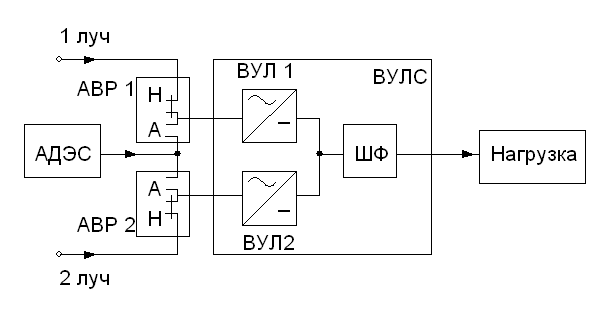 1 луч
АВР 1
Н
А
ВУЛ 1
ВУЛС
АДЭС
ШФ
Нагрузка
А
Н
АВР 2
ВУЛ2
2 луч